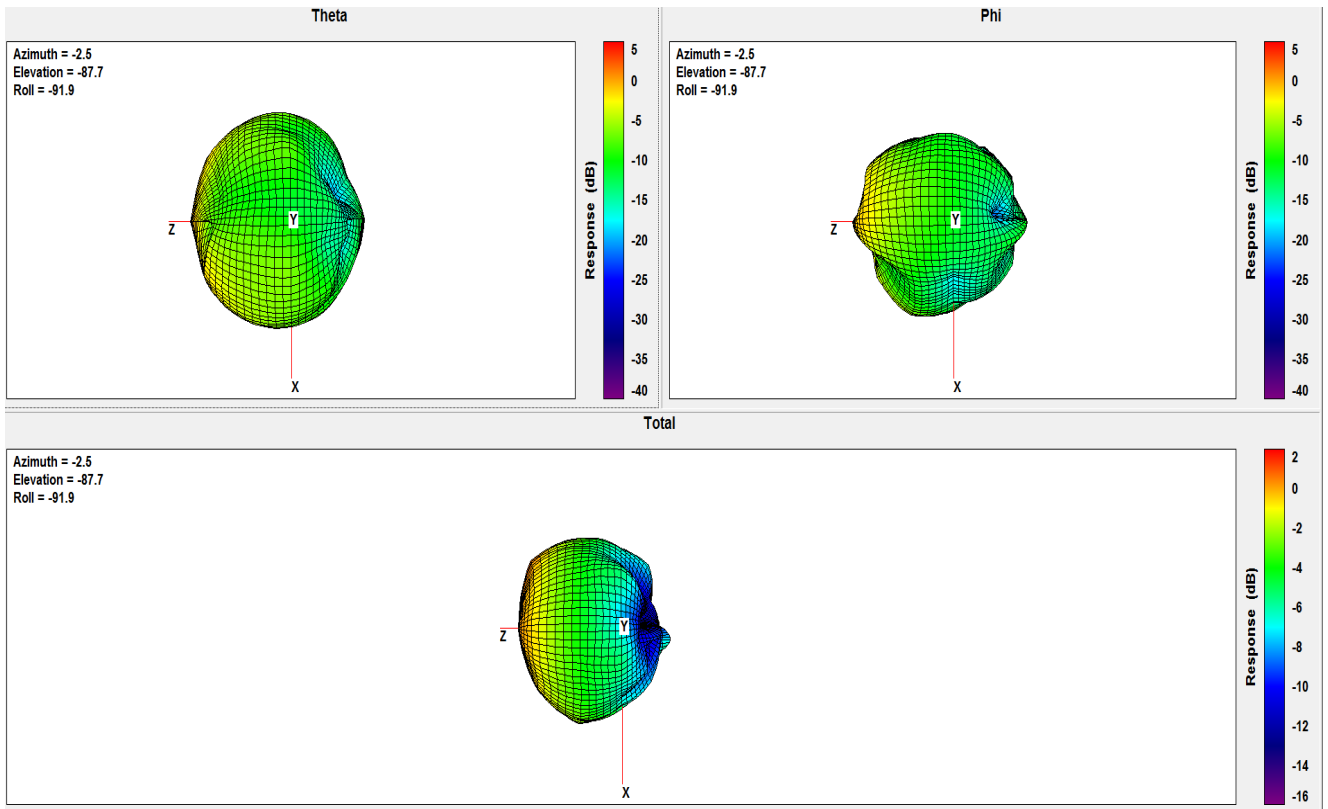 Theta
Azimuth = -2.5
Elevation = -87.7
Roll = -91.9
Z
Y
X
5
0
-5
-10
-15
-20
-25
-30
-35
-40
Response (dB)
Phi
Azimuth = -2.5
Elevation = -87.7
Roll = -91.9
Z
Y
X
5
0
-5
-10
-15
-20
-25
-30
-35
-40
Response (dB)
Total
Azimuth = -2.5
Elevation = -87.7
Roll = -91.9
Z
Y
X
2
0
-2
-4
-6
-8
-10
-12
-14
-16
Response (dB)